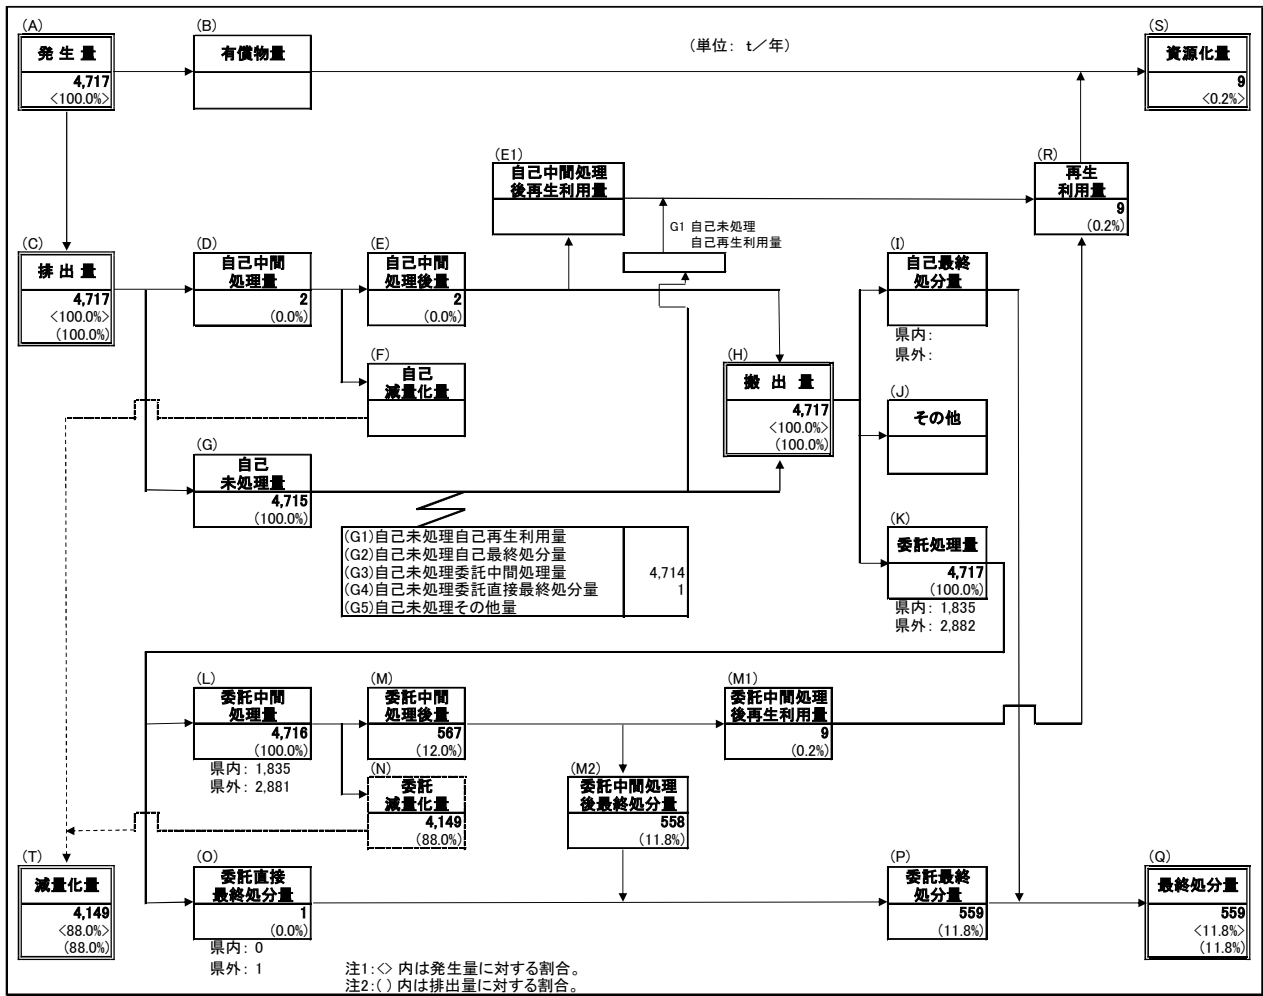 (A)
発生量
4,717
<100.0%>
(B)
有償物量
(単位: t/年)
(S)
資源化量
9
<0.2%>
(E1)
自己中間処理
後再生利用量
(R)
再生
利用量
9
(0.2%)
G1 自己未処理
自己再生利用量
(C)
排出量
4,717
<100.0%>
(100.0%)
(D)
自己中間
処理量
2
(0.0%)
(E)
自己中間
処理後量
2
(0.0%)
(I)
自己最終
処分量
県内:
県外:
(F)
自己
減量化量
(H)
搬出量
4,717
<100.0%>
(100.0%)
(J)
その他
(G)
自己
未処理量
4,715
(100.0%)
(G1)自己未処理自己再生利用量
(G2)自己未処理自己最終処分量
(G3)自己未処理委託中間処理量 4,714
(G4)自己未処理委託直接最終処分量 1
(G5)自己未処理その他量
(K)
委託処理量
4,717
(100.0%)
県内: 1,835
県外: 2,882
(L)
委託中間
処理量
4,716
(100.0%)
県内: 1,835
県外: 2,881
(M)
委託中間
処理後量
567
(12.0%)
(M1)
委託中間処理
後再生利用量
9
(0.2%)
(N)
委託
減量化量
4,149
(88.0%)
(M2)
委託中間処理
後最終処分量
558
(11.8%)
(T)
減量化量
4,149
<88.0%>
(88.0%)
(O)
委託直接
最終処分量
1
(0.0%)
県内: 0
県外: 1
(P)
委託最終
処分量
559
(11.8%)
(Q)
最終処分量
559
<11.8%>
(11.8%)
注1:<> 内は発生量に対する割合。
注2:( ) 内は排出量に対する割合。